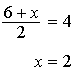 (6 + x)/2 = 4
x = 2